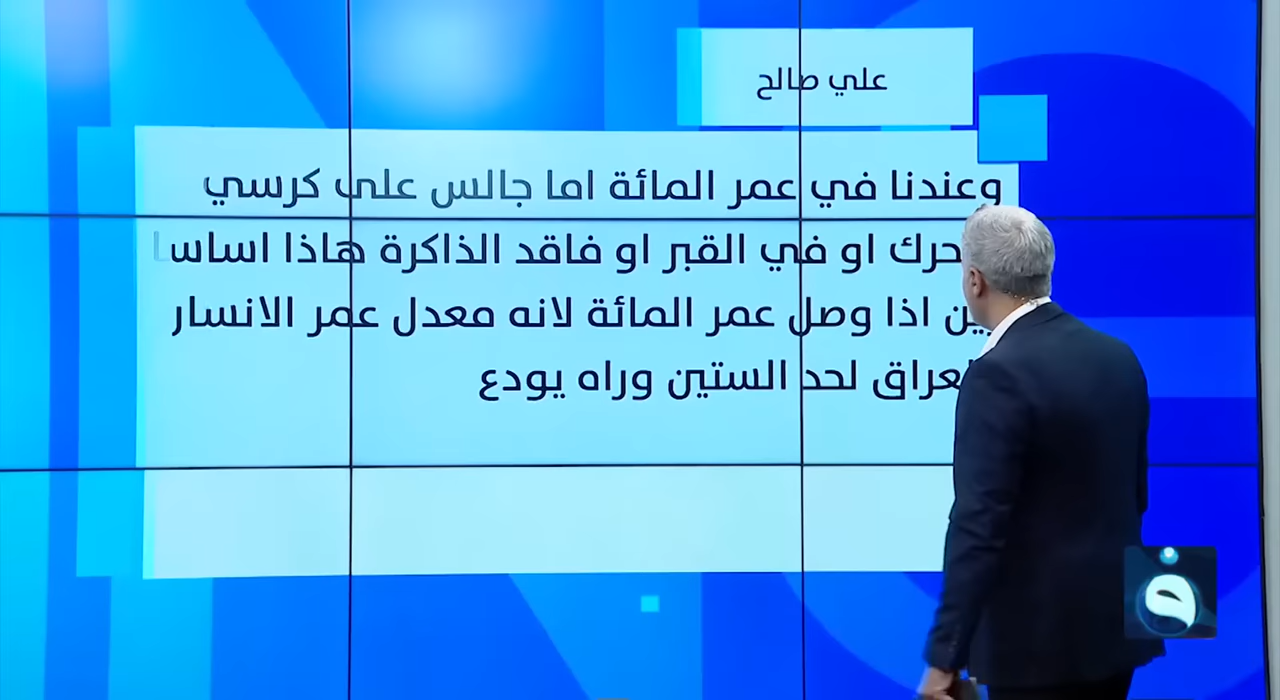 علي صالح
وعندنا في عمر المائة اما جالس على كرسي
او في القبر او فاقد الذاكرة هاذا اساسا
اذا وصل عمر المائة لانه معدل عمر
لحد الستين وراه يودع